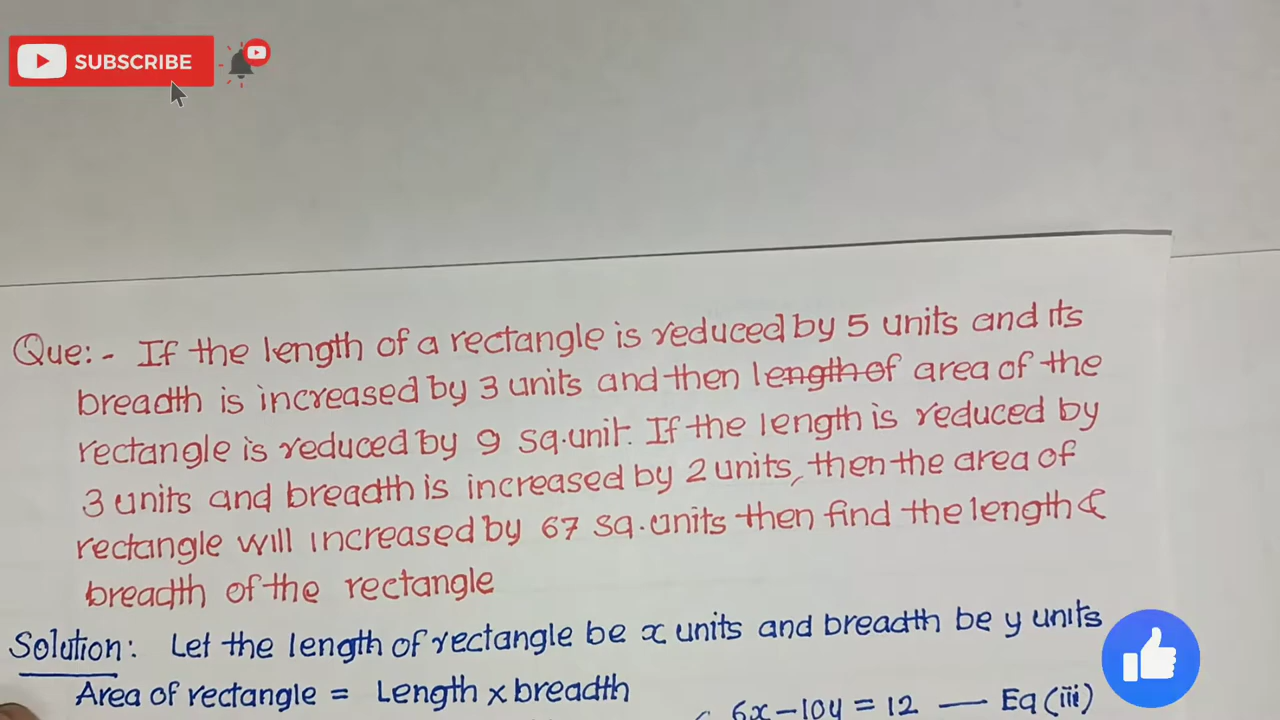 SUBSCRIBE
Que:- If the length of a rectangle is reduced by 5 units and its
breadth is increased by 3 units and then length of area of the
rectangle is reduced by 9 sq.unit. If the length is reduced by
3 units and breadth is increased by 2 units, then the area of
rectangle will increased by 67 sq.units then find the length &
breadth of the rectangle
Solution: Let the length of rectangle be x units and breadth be y units
Area of rectangle = Length x breadth
6x-10y = 12 — Eq (iii)